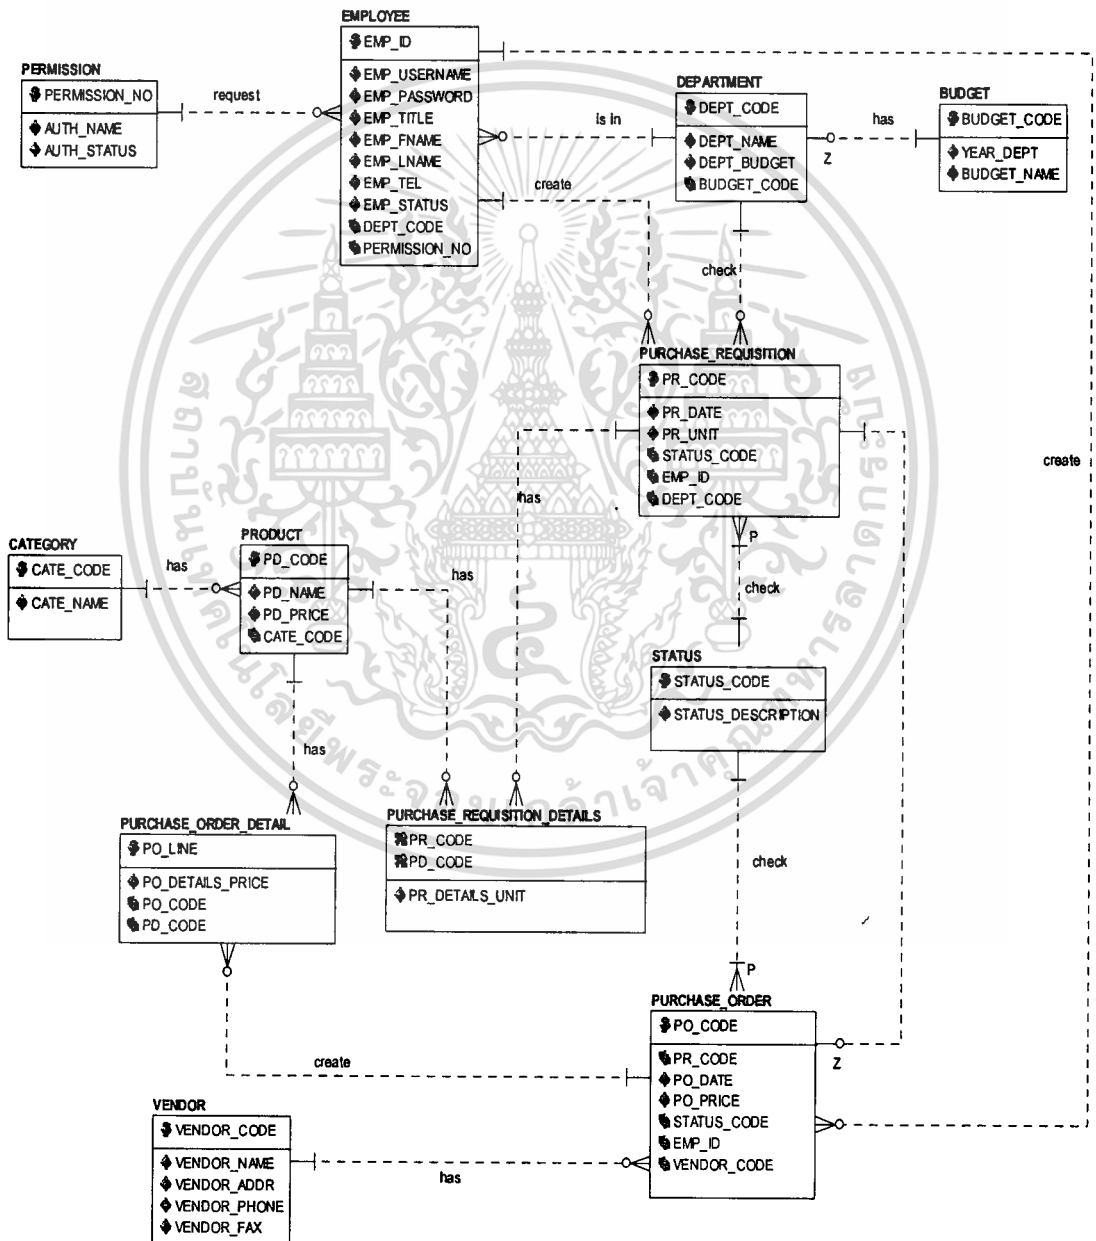 EMPLOYEE
EMP_ID
EMP_USERNAME
EMP_PASSWORD
EMP_TITLE
EMP_FNAME
EMP_LNAME
EMP_TEL
EMP_STATUS
DEPT_CODE
PERMISSION_NO
PERMISSION
PERMISSION_NO
AUTH_NAME
AUTH_STATUS
request
is in
create
DEPARTMENT
DEPT_CODE
DEPT_NAME
DEPT_BUDGET
BUDGET_CODE
has
Z
BUDGET
BUDGET_CODE
YEAR_DEPT
BUDGET_NAME
check
PURCHASE_REQUISITION
PR_CODE
PR_DATE
PR_UNIT
STATUS_CODE
EMP_ID
DEPT_CODE
create
has
P
check
CATEGORY
CATE_CODE
CATE_NAME
has
PRODUCT
PD_CODE
PD_NAME
PD_PRICE
CATE_CODE
has
has
STATUS
STATUS_CODE
STATUS_DESCRIPTION
PURCHASE_ORDER_DETAIL
PO_LINE
PO_DETAILS_PRICE
PO_CODE
PD_CODE
PURCHASE_REQUISITION_DETAILS
PR_CODE
PD_CODE
PR_DETAILS_UNIT
check
P
PURCHASE_ORDER
PO_CODE
PR_CODE
PO_DATE
PO_PRICE
STATUS_CODE
EMP_ID
VENDOR_CODE
Z
create
VENDOR
VENDOR_CODE
VENDOR_NAME
VENDOR_ADDR
VENDOR_PHONE
VENDOR_FAX
has